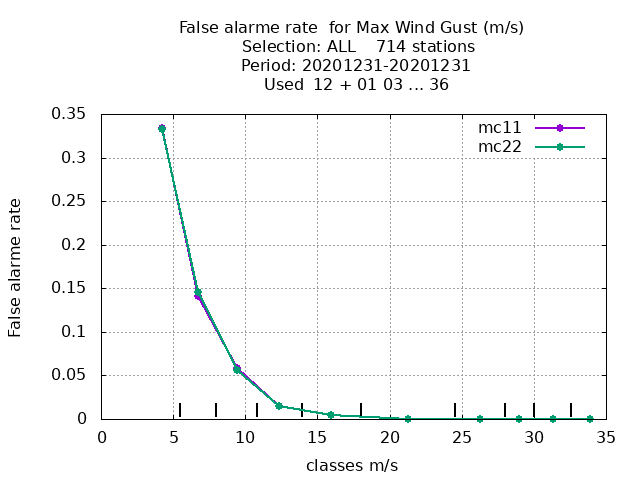 False alarme rate  for Max Wind Gust (m/s)
Selection: ALL    714 stations
Period: 20201231-20201231
Used  12 + 01 03 ... 36
mc11
mc22
False alarme rate
0.35
0.3
0.25
0.2
0.15
0.1
0.05
0
0 5 10 15 20 25 30 35
classes m/s